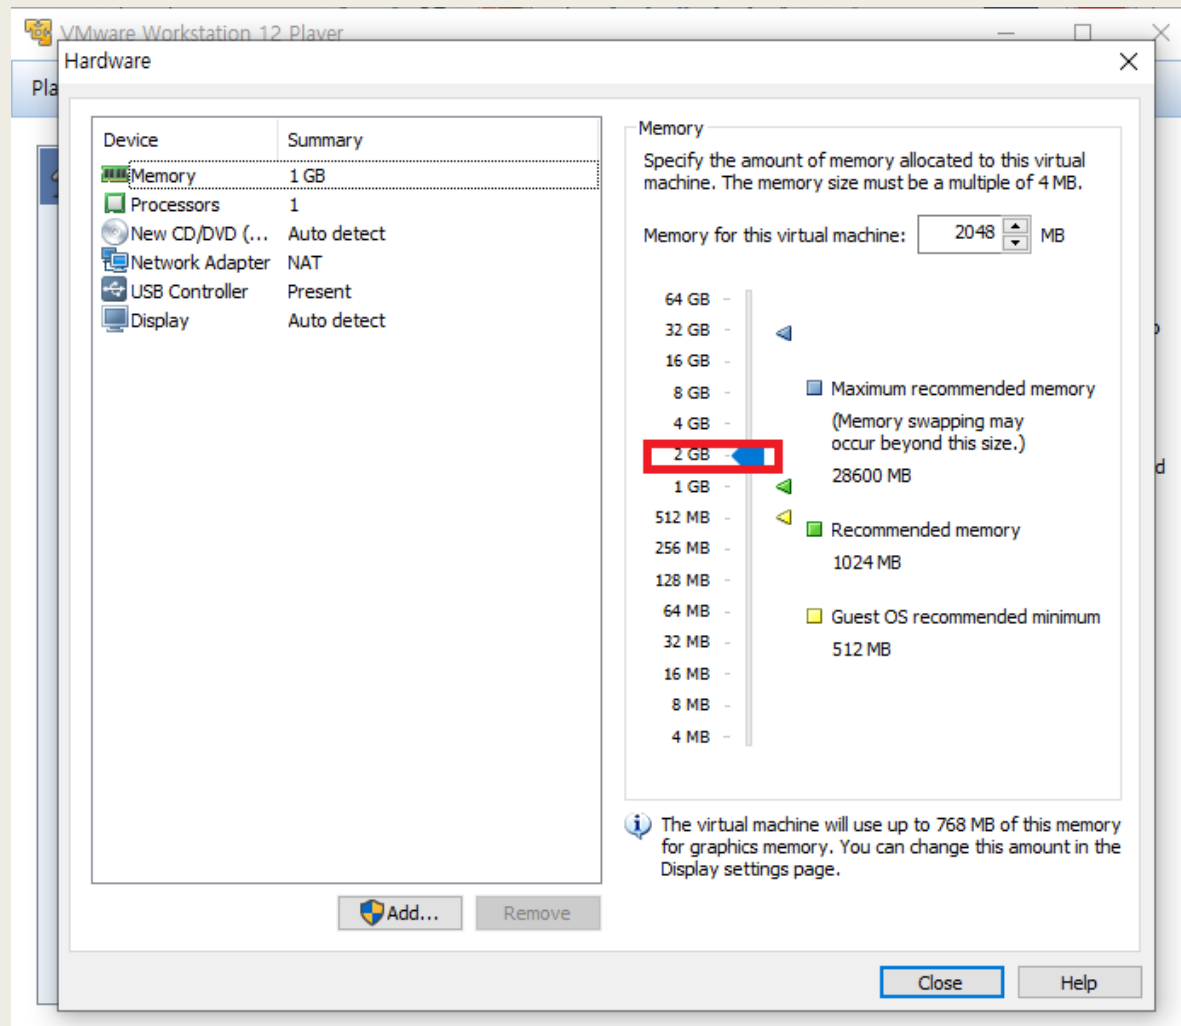 VMware Workstation 12 Player
Hardware
Pla
Device Summary
Memory 1 GB
Processors 1
New CD/DVD (... Auto detect
Network Adapter NAT
USB Controller Present
Display Auto detect
Add... Remove
Memory
Specify the amount of memory allocated to this virtual
machine. The memory size must be a multiple of 4 MB.
Memory for this virtual machine: 2048 MB
64 GB
32 GB
16 GB
8 GB
4 GB
2 GB
1 GB
512 MB
256 MB
128 MB
64 MB
32 MB
16 MB
8 MB
4 MB
Maximum recommended memory
(Memory swapping may
occur beyond this size.)
28600 MB
Recommended memory
1024 MB
Guest OS recommended minimum
512 MB
The virtual machine will use up to 768 MB of this memory
for graphics memory. You can change this amount in the
Display settings page.
Close Help